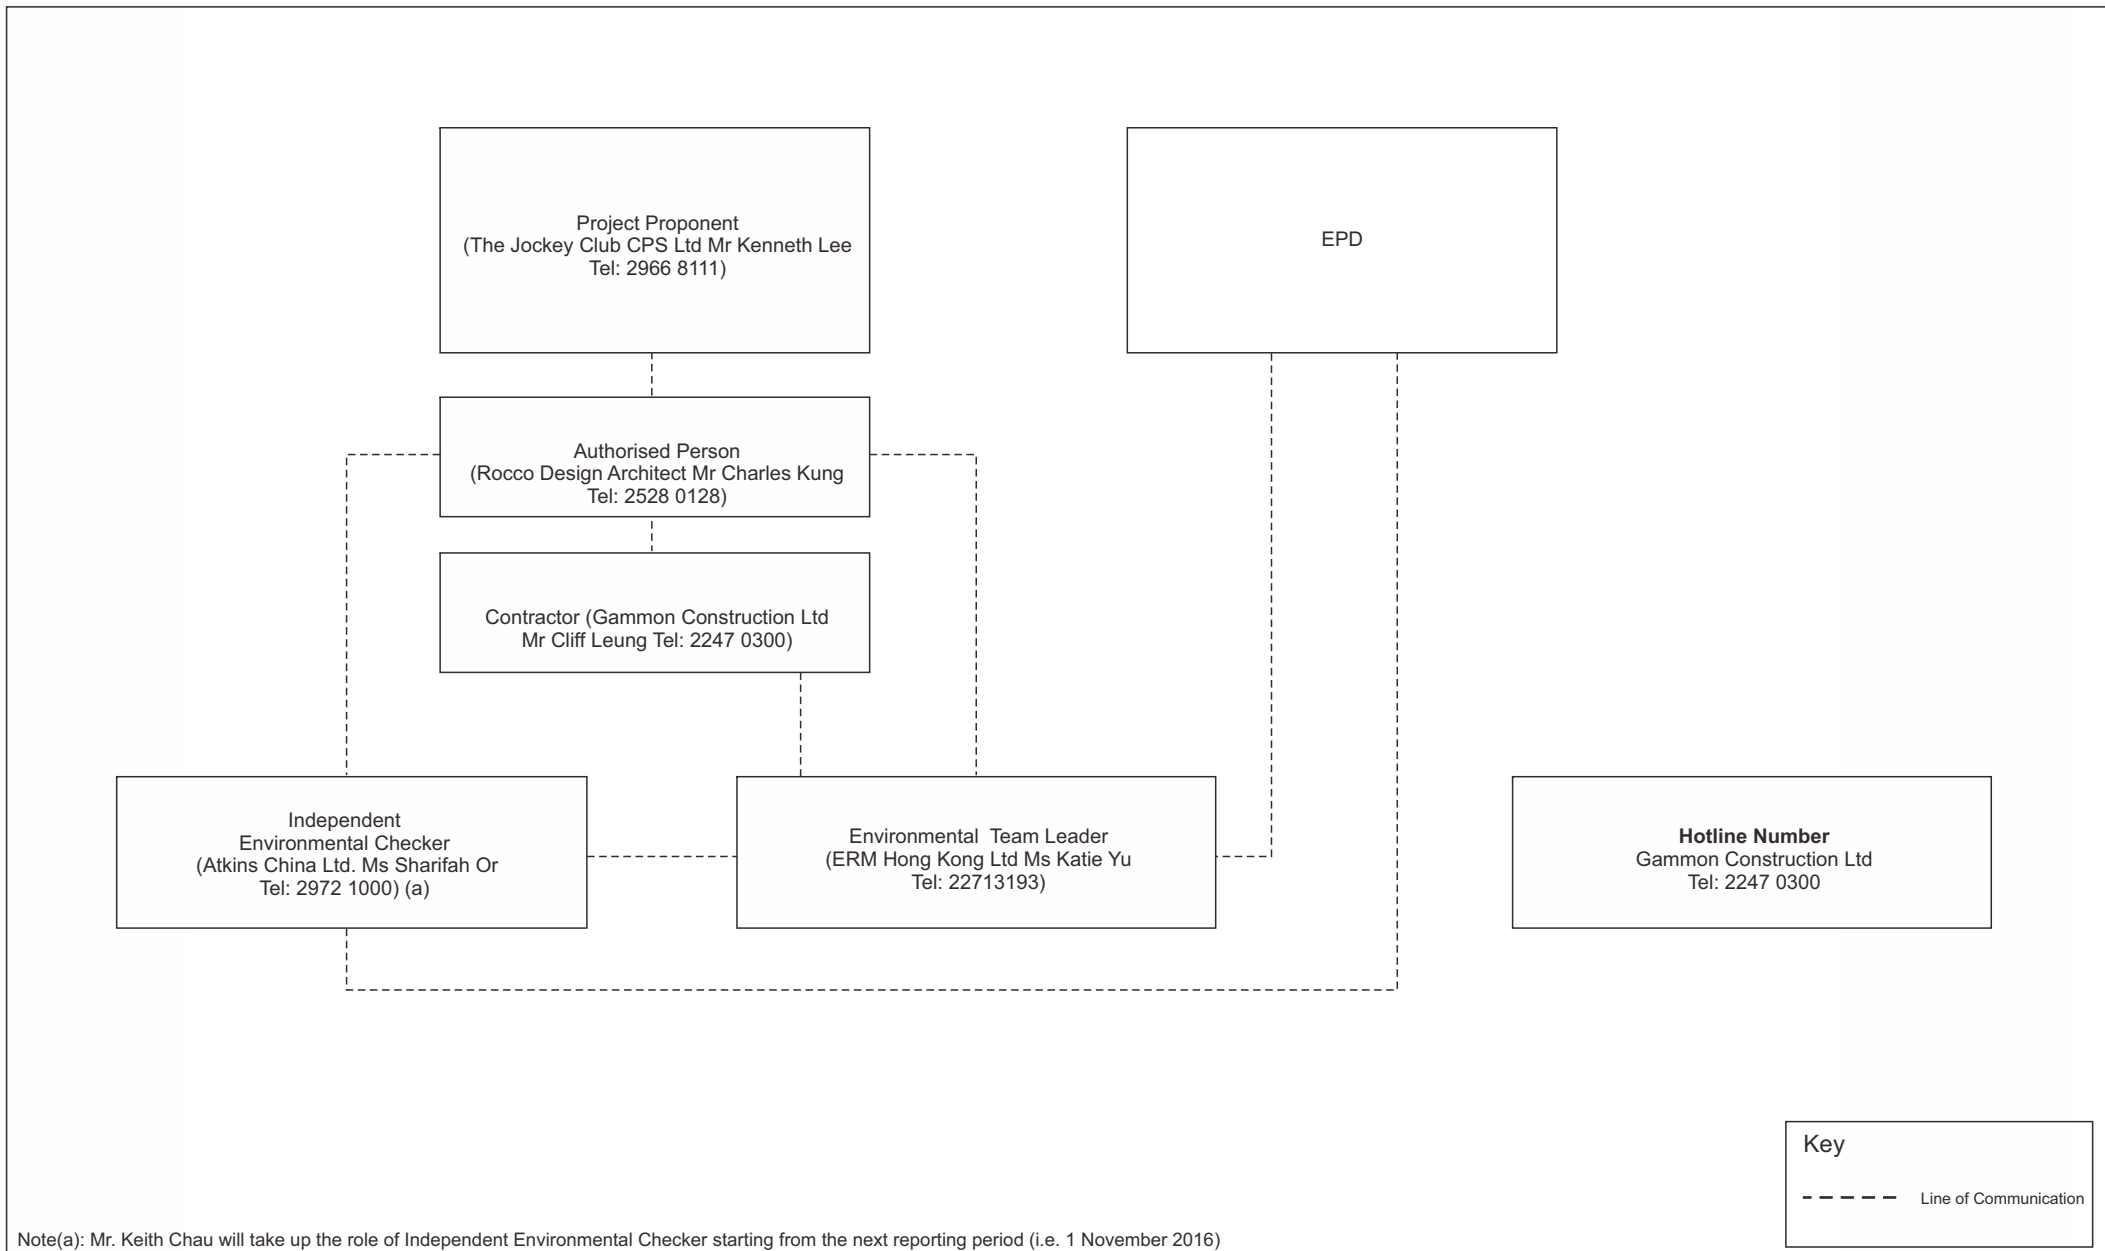 Project Proponent
(The Jockey Club CPS Ltd Mr Kenneth Lee
Tel: 2966 8111)
EPD
Authorised Person
(Rocco Design Architect Mr Charles Kung
Tel: 2528 0128)
Contractor (Gammon Construction Ltd
Mr Cliff Leung Tel: 2247 0300)
Independent
Environmental Checker
(Atkins China Ltd. Ms Sharifah Or
Tel: 2972 1000) (a)
Environmental Team Leader
(ERM Hong Kong Ltd Ms Katie Yu
Tel: 22713193)
Hotline Number
Gammon Construction Ltd
Tel: 2247 0300
Key
Line of Communication
Note(a): Mr. Keith Chau will take up the role of Independent Environmental Checker starting from the next reporting period (i.e. 1 November 2016)